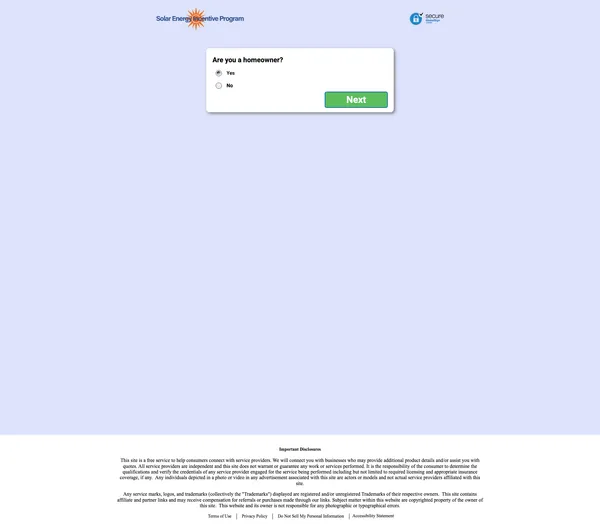 Solar Energy Incentive Program
secure
Are you a homeowner?
Yes
No
Next
Important Disclosures
This site is a free service to help consumers connect with service providers. We will connect you with businesses who may provide additional product details and/or assist you with
quotes. All service providers are independent and this site does not warrant or guarantee any work or services performed. It is the responsibility of the consumer to determine the
qualifications and verify the credentials of any service provider engaged for the service being performed including but not limited to required licensing and appropriate insurance
coverage, if any. Any individuals depicted in a photo or video in any advertisement associated with this site are actors or models and not actual service providers affiliated with this
site.
Any service marks, logos, and trademarks (collectively the "Trademarks") displayed are registered and/or unregistered Trademarks of their respective owners. This site contains
affiliate and partner links and may receive compensation for referrals or purchases made through our links. Subject matter within this website are copyrighted property of the owner
of this site. This website and its owner is not responsible for any photographic or typographical errors.
Terms of Use | Privacy Policy | Do Not Sell My Personal Information | Accessibility Statement